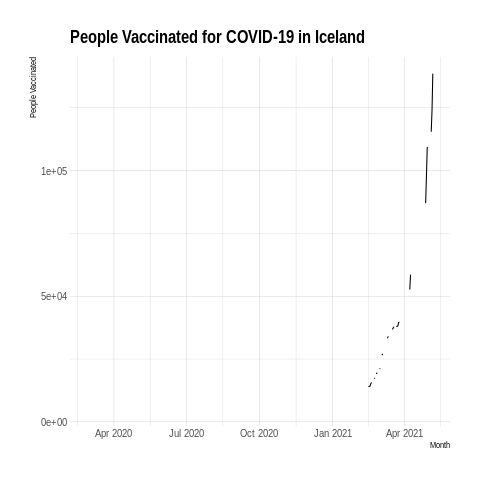 People Vaccinated for COVID-19 in Iceland
People Vaccinated
1e+05
5e+04
0e+00
Apr 2020 Jul 2020 Oct 2020 Jan 2021 Apr 2021
Month